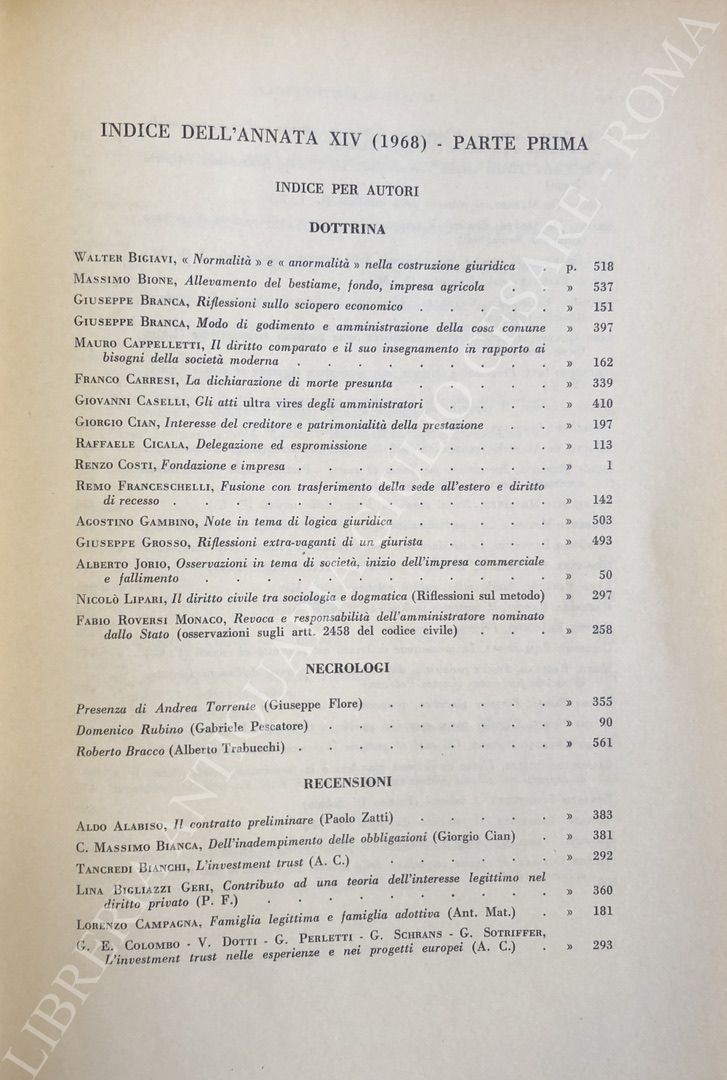 INDICE DELL'ANNATA XIV (1968) - PARTE PRIMA
INDICE PER AUTORI
DOTTRINA
WALTER BIGIAVI, « Normalità » e « anormalità » nella costruzione giuridica . p. 518
MASSIMO BIONE, Allevamento del bestiame, fondo, impresa agricola . . » 537
GIUSEPPE BRANCA, Riflessioni sullo sciopero economico . . . . . » 151
GIUSEPPE BRANCA, Modo di godimento e amministrazione della cosa comune » 397
MAURO CAPPELLETTI, Il diritto comparato e il suo insegnamento in rapporto ai
bisogni della società moderna . . . . . . . . . » 162
FRANCO CARRESI, La dichiarazione di morte presunta . . . . . » 339
GIOVANNI CASELLI, Gli atti ultra vires degli amministratori . . . . » 410
GIORGIO CIAN, Interesse del creditore e patrimonialità della prestazione . . » 197
RAFFAELE CICALA, Delegazione ed espromissione . . . . . . » 113
RENZO COSTI, Fondazione e impresa . . . . . . . . . » 1
REMO FRANCESCHELLI, Fusione con trasferimento della sede all'estero e diritto
di recesso . . . . . . . . . . . . . » 142
AGOSTINO GAMBINO, Note in tema di logica giuridica . . . . . » 503
GIUSEPPE GROSSO, Riflessioni extra-vaganti di un giurista . . . . » 493
ALBERTO JORIO, Osservazioni in tema di società, inizio dell'impresa commerciale
e fallimento . . . . . . . . . . . . » 50
NICOLÒ LIPARI, Il diritto civile tra sociologia e dogmatica (Riflessioni sul metodo) » 297
FABIO ROVERSI MONACO, Revoca e responsabilità dell'amministratore nominato
dallo Stato (osservazioni sugli artt. 2458 del codice civile) . . . » 258
NECROLOGI
Presenza di Andrea Torrente (Giuseppe Flore) . . . . . . » 355
Domenico Rubino (Gabriele Pescatore) . . . . . . . . » 90
Roberto Bracco (Alberto Trabucchi) . . . . . . . . . » 561
RECENSIONI
ALDO ALABISO, Il contratto preliminare (Paolo Zatti) . . . . . » 383
C. MASSIMO BIANCA, Dell'inadempimento delle obbligazioni (Giorgio Cian) . » 381
TANCREDI BIANCHI, L'investment trust (A. C.) . . . . . . » 292
LINA BIGLIAZZI GERI, Contributo ad una teoria dell'interesse legittimo nel
diritto privato (P. F.) . . . . . . . . . . » 360
LORENZO CAMPAGNA, Famiglia legittima e famiglia adottiva (Ant. Mat.) . » 181
G. E. COLOMBO - V. DOTTI - G. PERLETTI - G. SCHRANS - G. SOTRIFFER,
L'investment trust nelle esperienze e nei progetti europei (A. C.) . » 293
LIBRERIA ANTIQUARIA GIULIO CESARE - ROMA